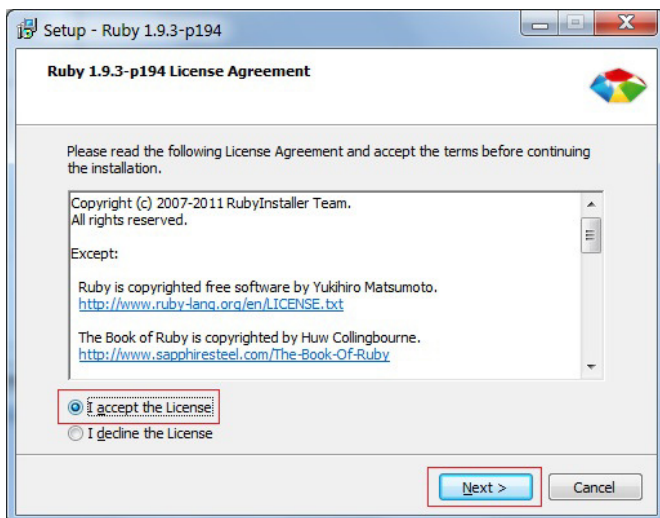 Setup - Ruby 1.9.3-p194
Ruby 1.9.3-p194 License Agreement
Please read the following License Agreement and accept the terms before continuing
the installation.
Copyright (c) 2007-2011 RubyInstaller Team.
All rights reserved.
Except:
Ruby is copyrighted free software by Yukihiro Matsumoto.
http://www.ruby-lang.org/en/LICENSE.txt
The Book of Ruby is copyrighted by Huw Collingbourne.
http://www.sapphiresteel.com/The-Book-Of-Ruby
I accept the License
I decline the License
Next >
Cancel